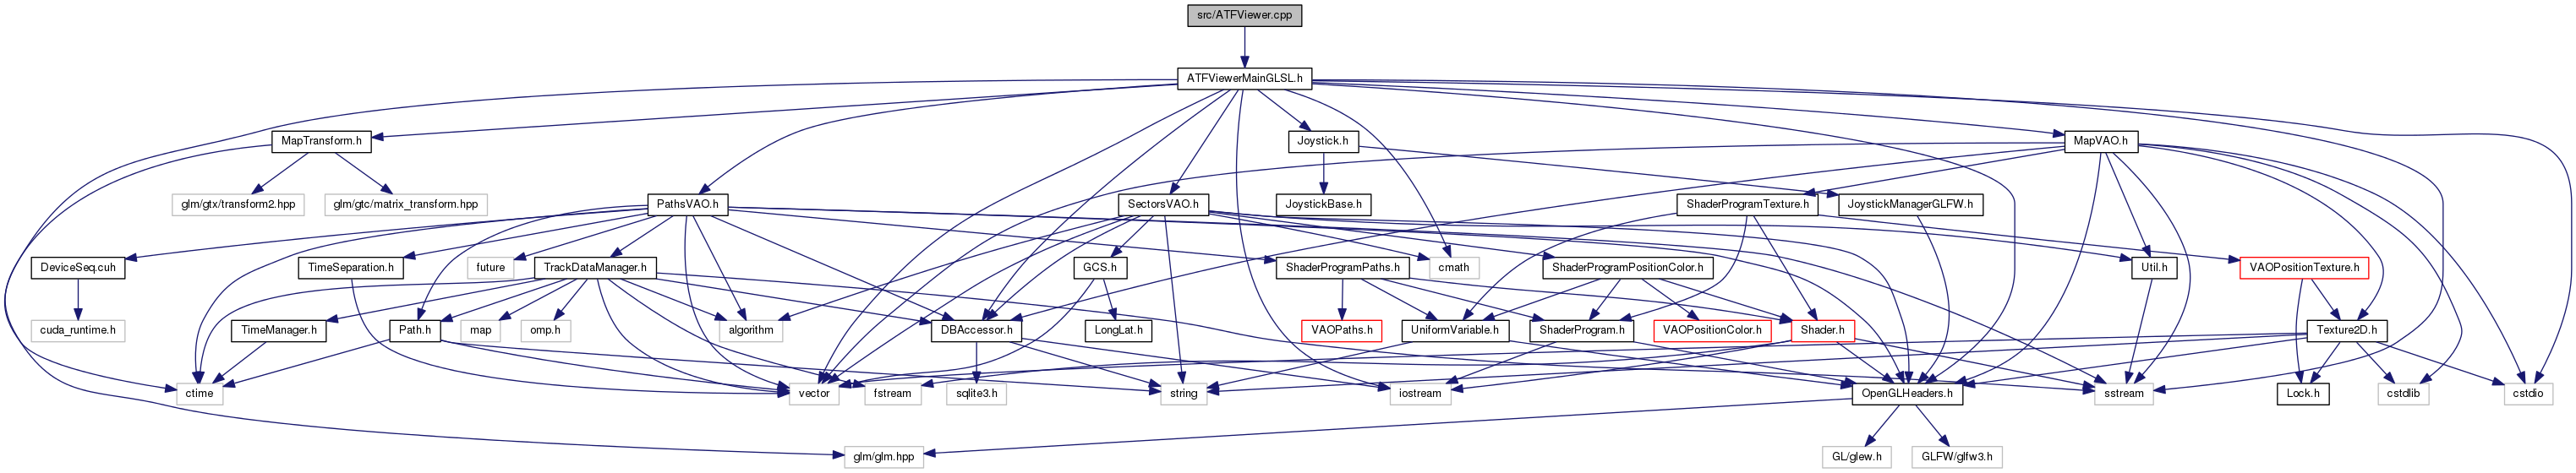 src/ATFViewer.cpp
ATFViewerMainGLSL.h
MapTransform.h
Joystick.h
MapVAO.h
glm/gtx/transform2.hpp
glm/gtc/matrix_transform.hpp
PathsVAO.h
JoystickBase.h
SectorsVAO.h
ShaderProgramTexture.h
JoystickManagerGLFW.h
DeviceSeq.cuh
TimeSeparation.h
future
TrackDataManager.h
GCS.h
ShaderProgramPaths.h
cmath
ShaderProgramPositionColor.h
Util.h
VAOPositionTexture.h
cuda_runtime.h
TimeManager.h
Path.h
map
omp.h
algorithm
DBAccessor.h
LongLat.h
VAOPaths.h
UniformVariable.h
ShaderProgram.h
VAOPositionColor.h
Shader.h
Texture2D.h
ctime
vector
fstream
sqlite3.h
string
iostream
OpenGLHeaders.h
sstream
Lock.h
cstdlib
cstdio
glm/glm.hpp
GL/glew.h
GLFW/glfw3.h